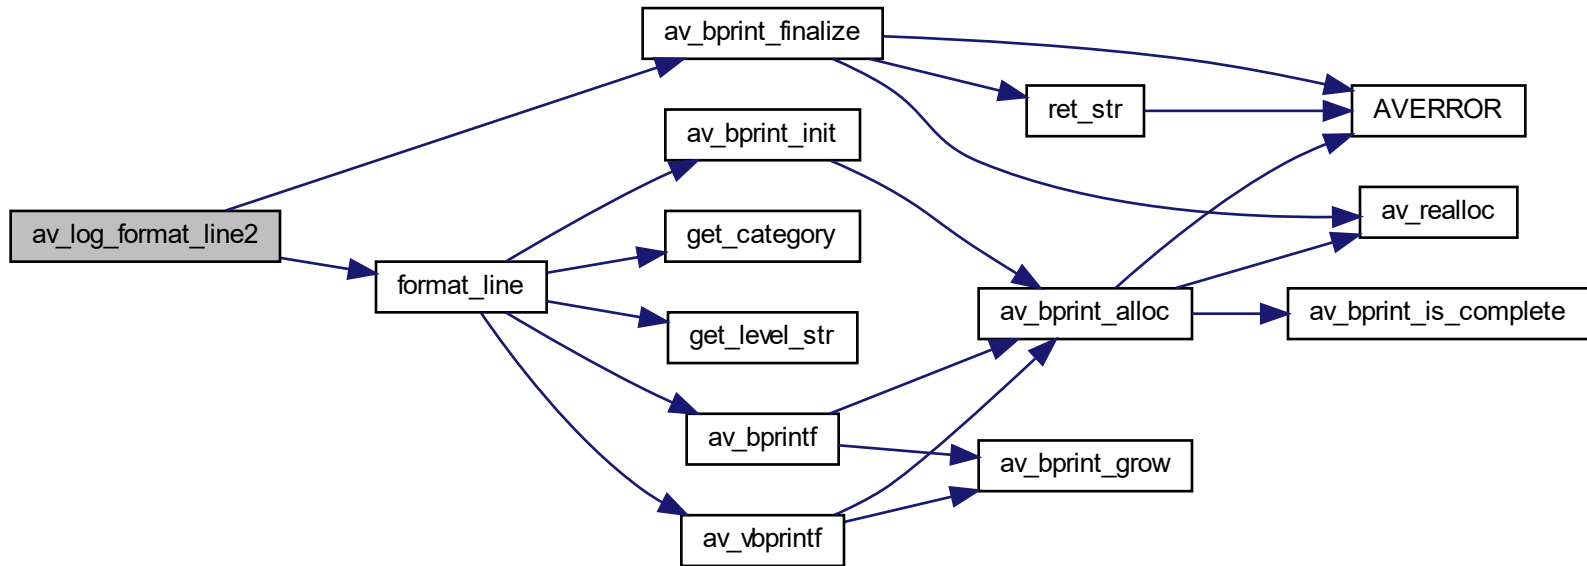 av_bprint_finalize
ret_str
AVERROR
av_bprint_init
av_realloc
av_log_format_line2
get_category
format_line
av_bprint_alloc
av_bprint_is_complete
get_level_str
av_bprintf
av_bprint_grow
av_vbprintf